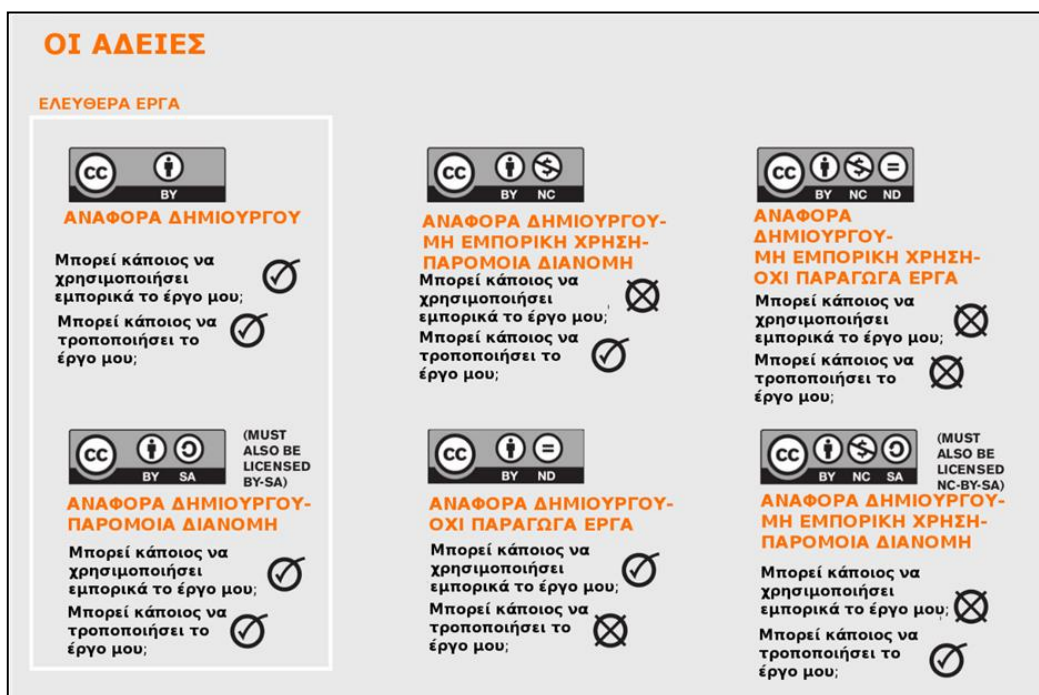 ΟΙ ΑΔΕΙΕΣ
ΕΛΕΥΘΕΡΑ ΕΡΓΑ
cc
BY
ΑΝΑΦΟΡΑ ΔΗΜΙΟΥΡΓΟΥ
Μπορεί κάποιος να
χρησιμοποιήσει
εμπορικά το έργο μου;
Μπορεί κάποιος να
τροποποιήσει το
έργο μου;
cc
BY NC
ΑΝΑΦΟΡΑ ΔΗΜΙΟΥΡΓΟΥ-
ΜΗ ΕΜΠΟΡΙΚΗ ΧΡΗΣΗ-
ΠΑΡΟΜΟΙΑ ΔΙΑΝΟΜΗ
Μπορεί κάποιος να
χρησιμοποιήσει
εμπορικά το έργο μου;
Μπορεί κάποιος να
τροποποιήσει το
έργο μου;
cc
BY NC ND
ΑΝΑΦΟΡΑ
ΔΗΜΙΟΥΡΓΟΥ-
ΜΗ ΕΜΠΟΡΙΚΗ ΧΡΗΣΗ-
ΟΧΙ ΠΑΡΑΓΩΓΑ ΕΡΓΑ
Μπορεί κάποιος να
χρησιμοποιήσει
εμπορικά το έργο μου;
Μπορεί κάποιος να
τροποποιήσει το
έργο μου;
cc
BY SA
(MUST
ALSO BE
LICENSED
BY-SA)
ΑΝΑΦΟΡΑ ΔΗΜΙΟΥΡΓΟΥ-
ΠΑΡΟΜΟΙΑ ΔΙΑΝΟΜΗ
Μπορεί κάποιος να
χρησιμοποιήσει
εμπορικά το έργο μου;
Μπορεί κάποιος να
τροποποιήσει το
έργο μου;
cc
BY ND
ΑΝΑΦΟΡΑ ΔΗΜΙΟΥΡΓΟΥ-
ΟΧΙ ΠΑΡΑΓΩΓΑ ΕΡΓΑ
Μπορεί κάποιος να
χρησιμοποιήσει
εμπορικά το έργο μου;
Μπορεί κάποιος να
τροποποιήσει το
έργο μου;
cc
BY NC SA
(MUST
ALSO BE
LICENSED
NC-BY-SA)
ΑΝΑΦΟΡΑ ΔΗΜΙΟΥΡΓΟΥ-
ΜΗ ΕΜΠΟΡΙΚΗ ΧΡΗΣΗ-
ΠΑΡΟΜΟΙΑ ΔΙΑΝΟΜΗ
Μπορεί κάποιος να
χρησιμοποιήσει
εμπορικά το έργο μου;
Μπορεί κάποιος να
τροποποιήσει το
έργο μου;